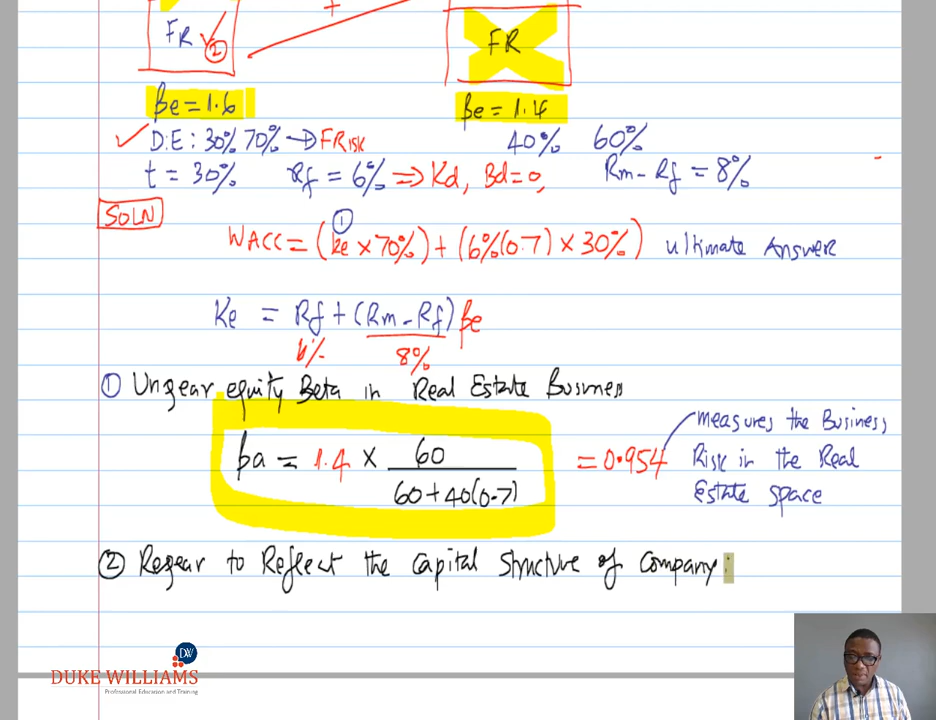 FR ②
FR
βe = 1.6
βe = 1.4
D:E: 30% 70% → FRisk
40% 60%
t = 30% Rf = 6% ⇒ Kd, Bd=0,
Rm - Rf = 8%
SOLN
①
WACC = (ke × 70%) + (6%(0.7) × 30%) ultimate Answer
Ke = Rf + (Rm - Rf) βe
6% 8%
① Ungear equity Beta in Real Estate Business
measures the Business
βa = 1.4 × 60 = 0.954 Risk in the Real
60 + 40(0.7) Estate space
② Regear to Reflect the Capital Structure of Company:
DW
DUKE WILLIAMS
Professional Education and Training